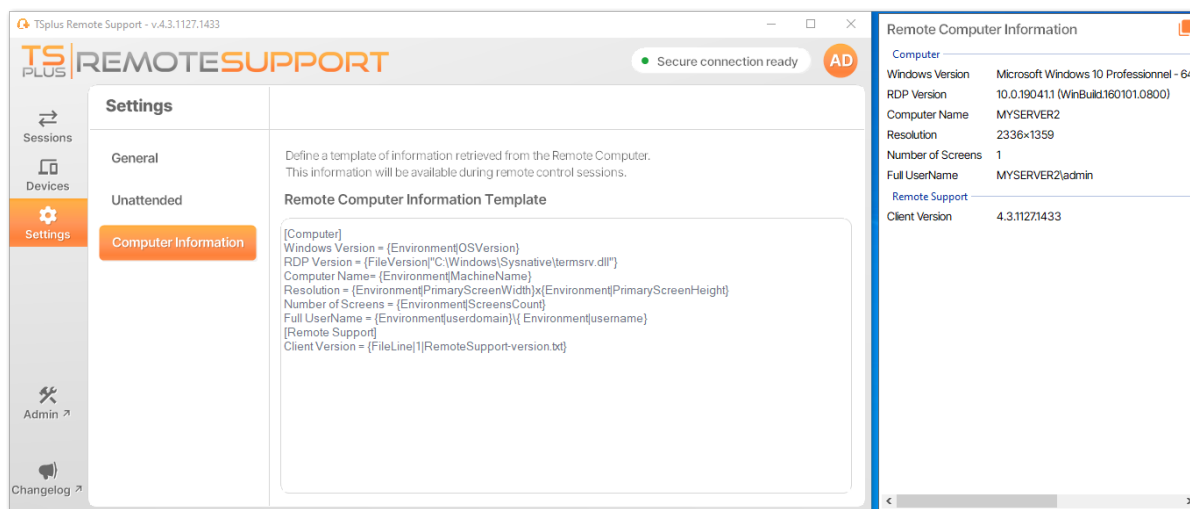 TSplus Remote Support - v.4.3.1127.1433
TS PLUS REMOTESUPPORT
Secure connection ready
AD
Sessions
Devices
Settings
Admin
Changelog
Settings
General
Unattended
Computer Information
Define a template of information retrieved from the Remote Computer.
This information will be available during remote control sessions.
Remote Computer Information Template
[Computer]
Windows Version = {Environment|OSVersion}
RDP Version = {FileVersion|"C:\Windows\Sysnative\termsrv.dll"}
Computer Name= {Environment|MachineName}
Resolution = {Environment|PrimaryScreenWidth}x{Environment|PrimaryScreenHeight}
Number of Screens = {Environment|ScreensCount}
Full UserName = {Environment|userdomain}\{ Environment|username}
[Remote Support]
Client Version = {FileLine|1|RemoteSupport-version.txt}
Remote Computer Information
Computer
Windows Version Microsoft Windows 10 Professionnel - 64
RDP Version 10.0.19041.1 (WinBuild.160101.0800)
Computer Name MYSERVER2
Resolution 2336×1359
Number of Screens 1
Full UserName MYSERVER2\admin
Remote Support
Client Version 4.3.1127.1433